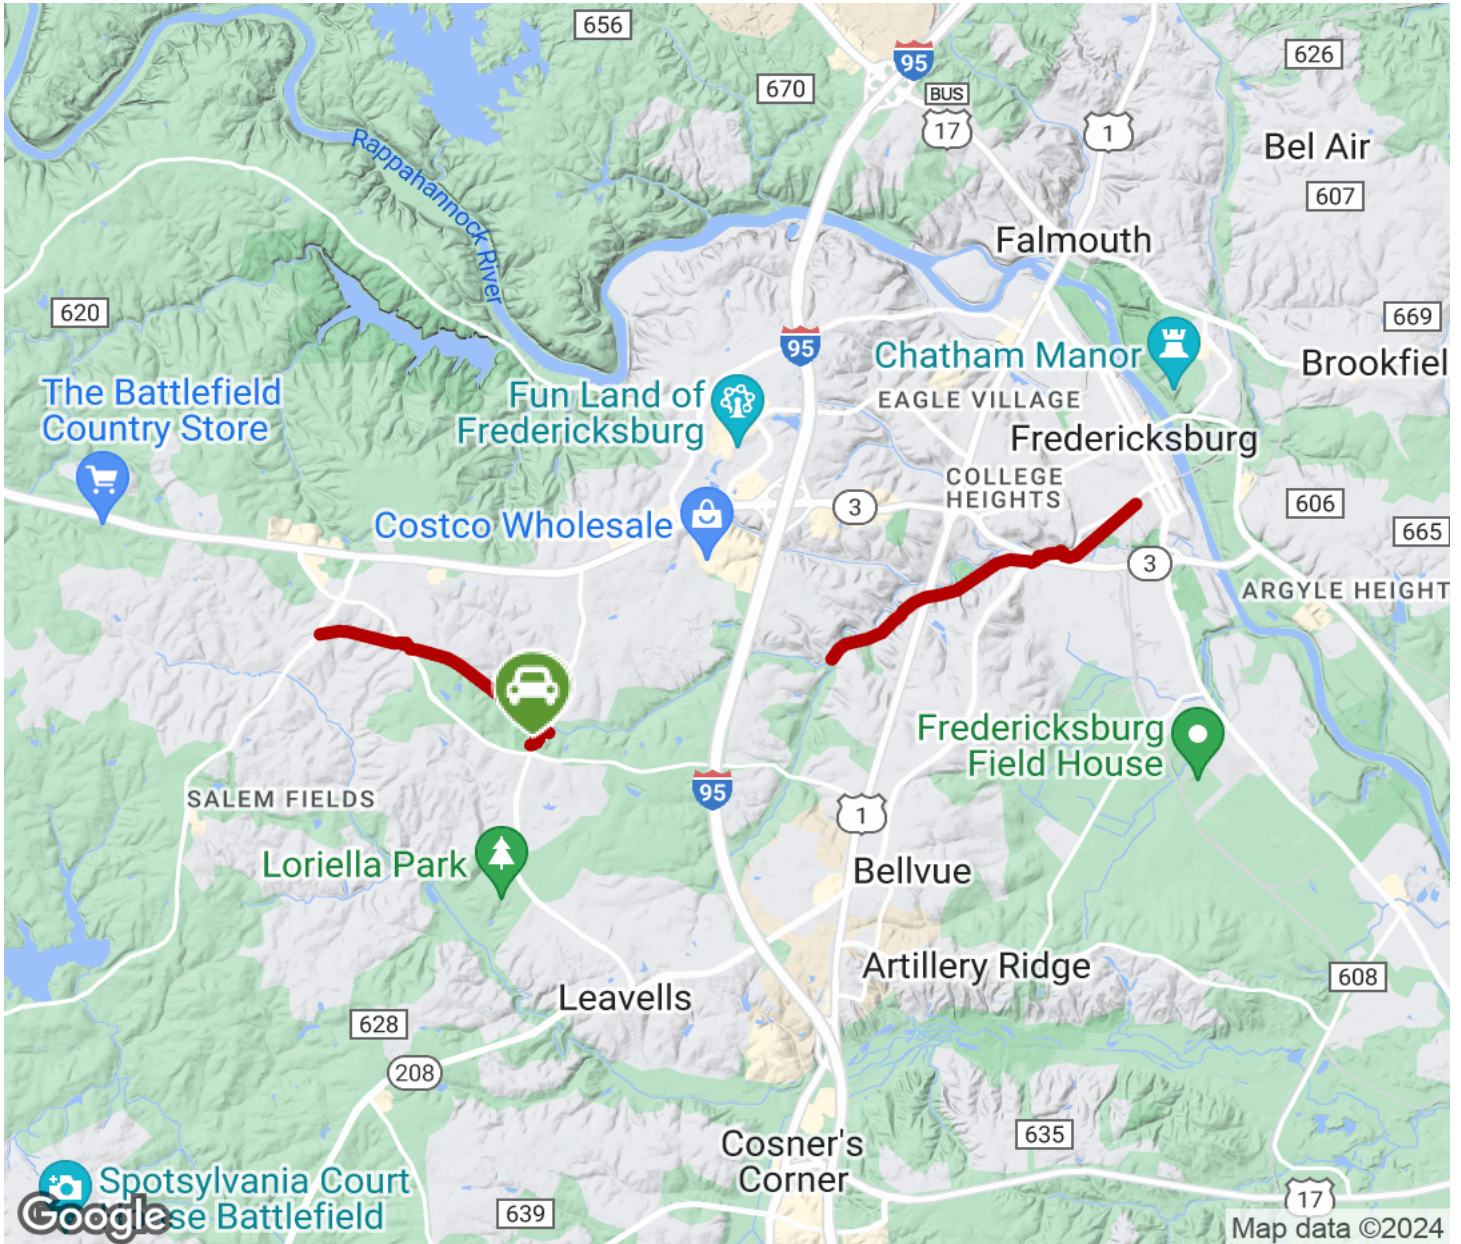 656
95
626
670
BUS
17
1
Bel Air
Rappahannock River
607
Falmouth
620
669
95
Chatham Manor
Brookfiel
The Battlefield
Country Store
Fun Land of
Fredericksburg
EAGLE VILLAGE
Fredericksburg
COLLEGE
HEIGHTS
Costco Wholesale
3
606
665
3
ARGYLE HEIGHT
Fredericksburg
Field House
95
SALEM FIELDS
1
Loriella Park
Bellvue
Artillery Ridge
608
Leavells
628
208
635
Cosner's
Corner
Spotsylvania Court
se Battlefield
Google
639
17
Map data ©2024